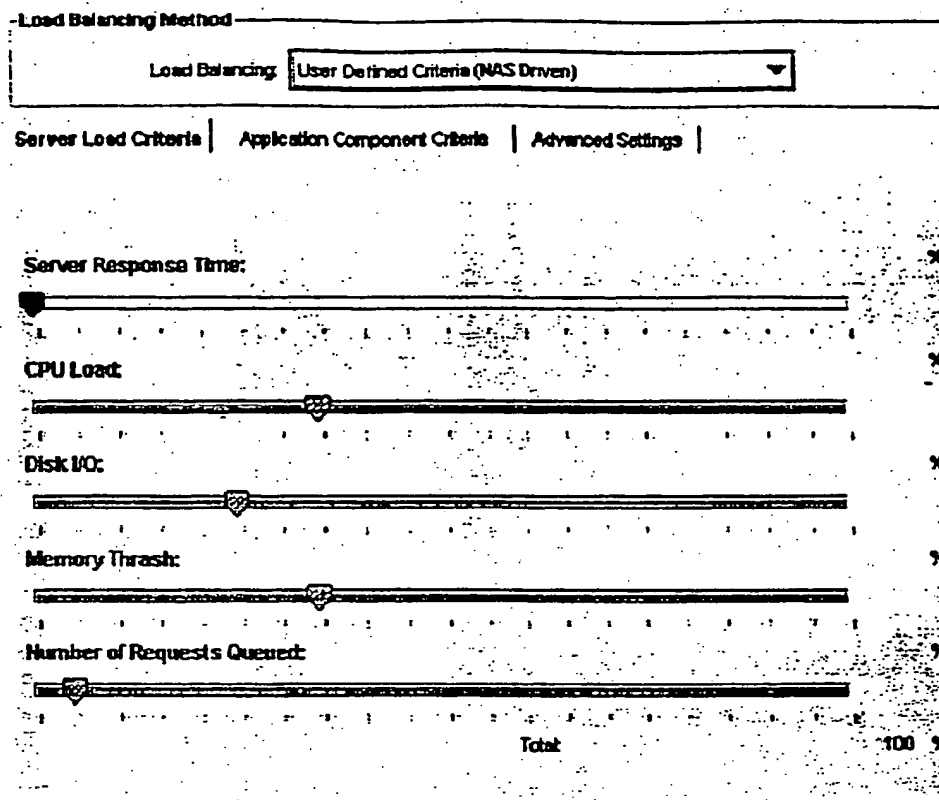 Load Balancing Method
Load Balancing: User Defined Criteria (NAS Driven)
Server Load Criteria | Application Component Criteria | Advanced Settings |
Server Response Time: %
CPU Load: %
Disk I/O: %
Memory Thrash: %
Number of Requests Queued: %
Total: 100 %